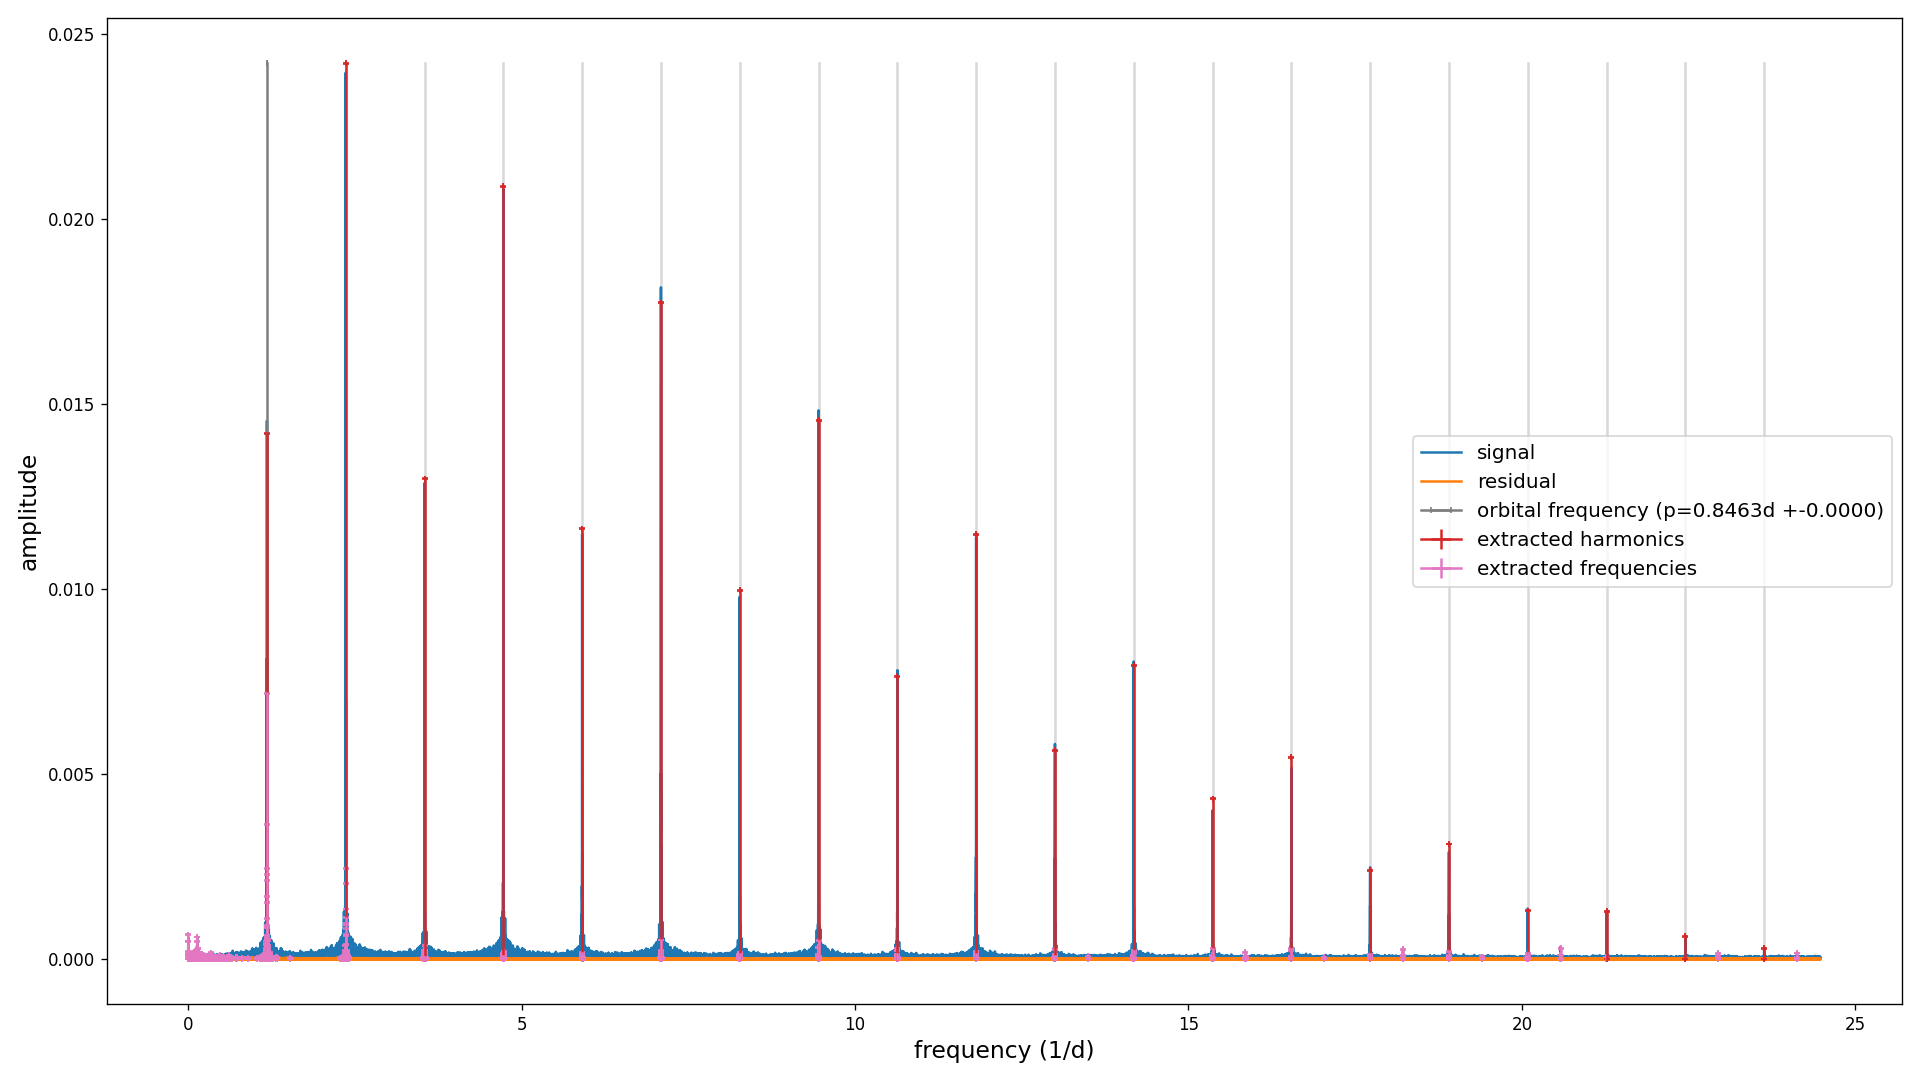 0.025
0.020
0.015
0.010
0.005
0.000
amplitude
0
5
10
15
20
25
frequency (1/d)
signal
residual
orbital frequency (p=0.8463d +-0.0000)
extracted harmonics
extracted frequencies